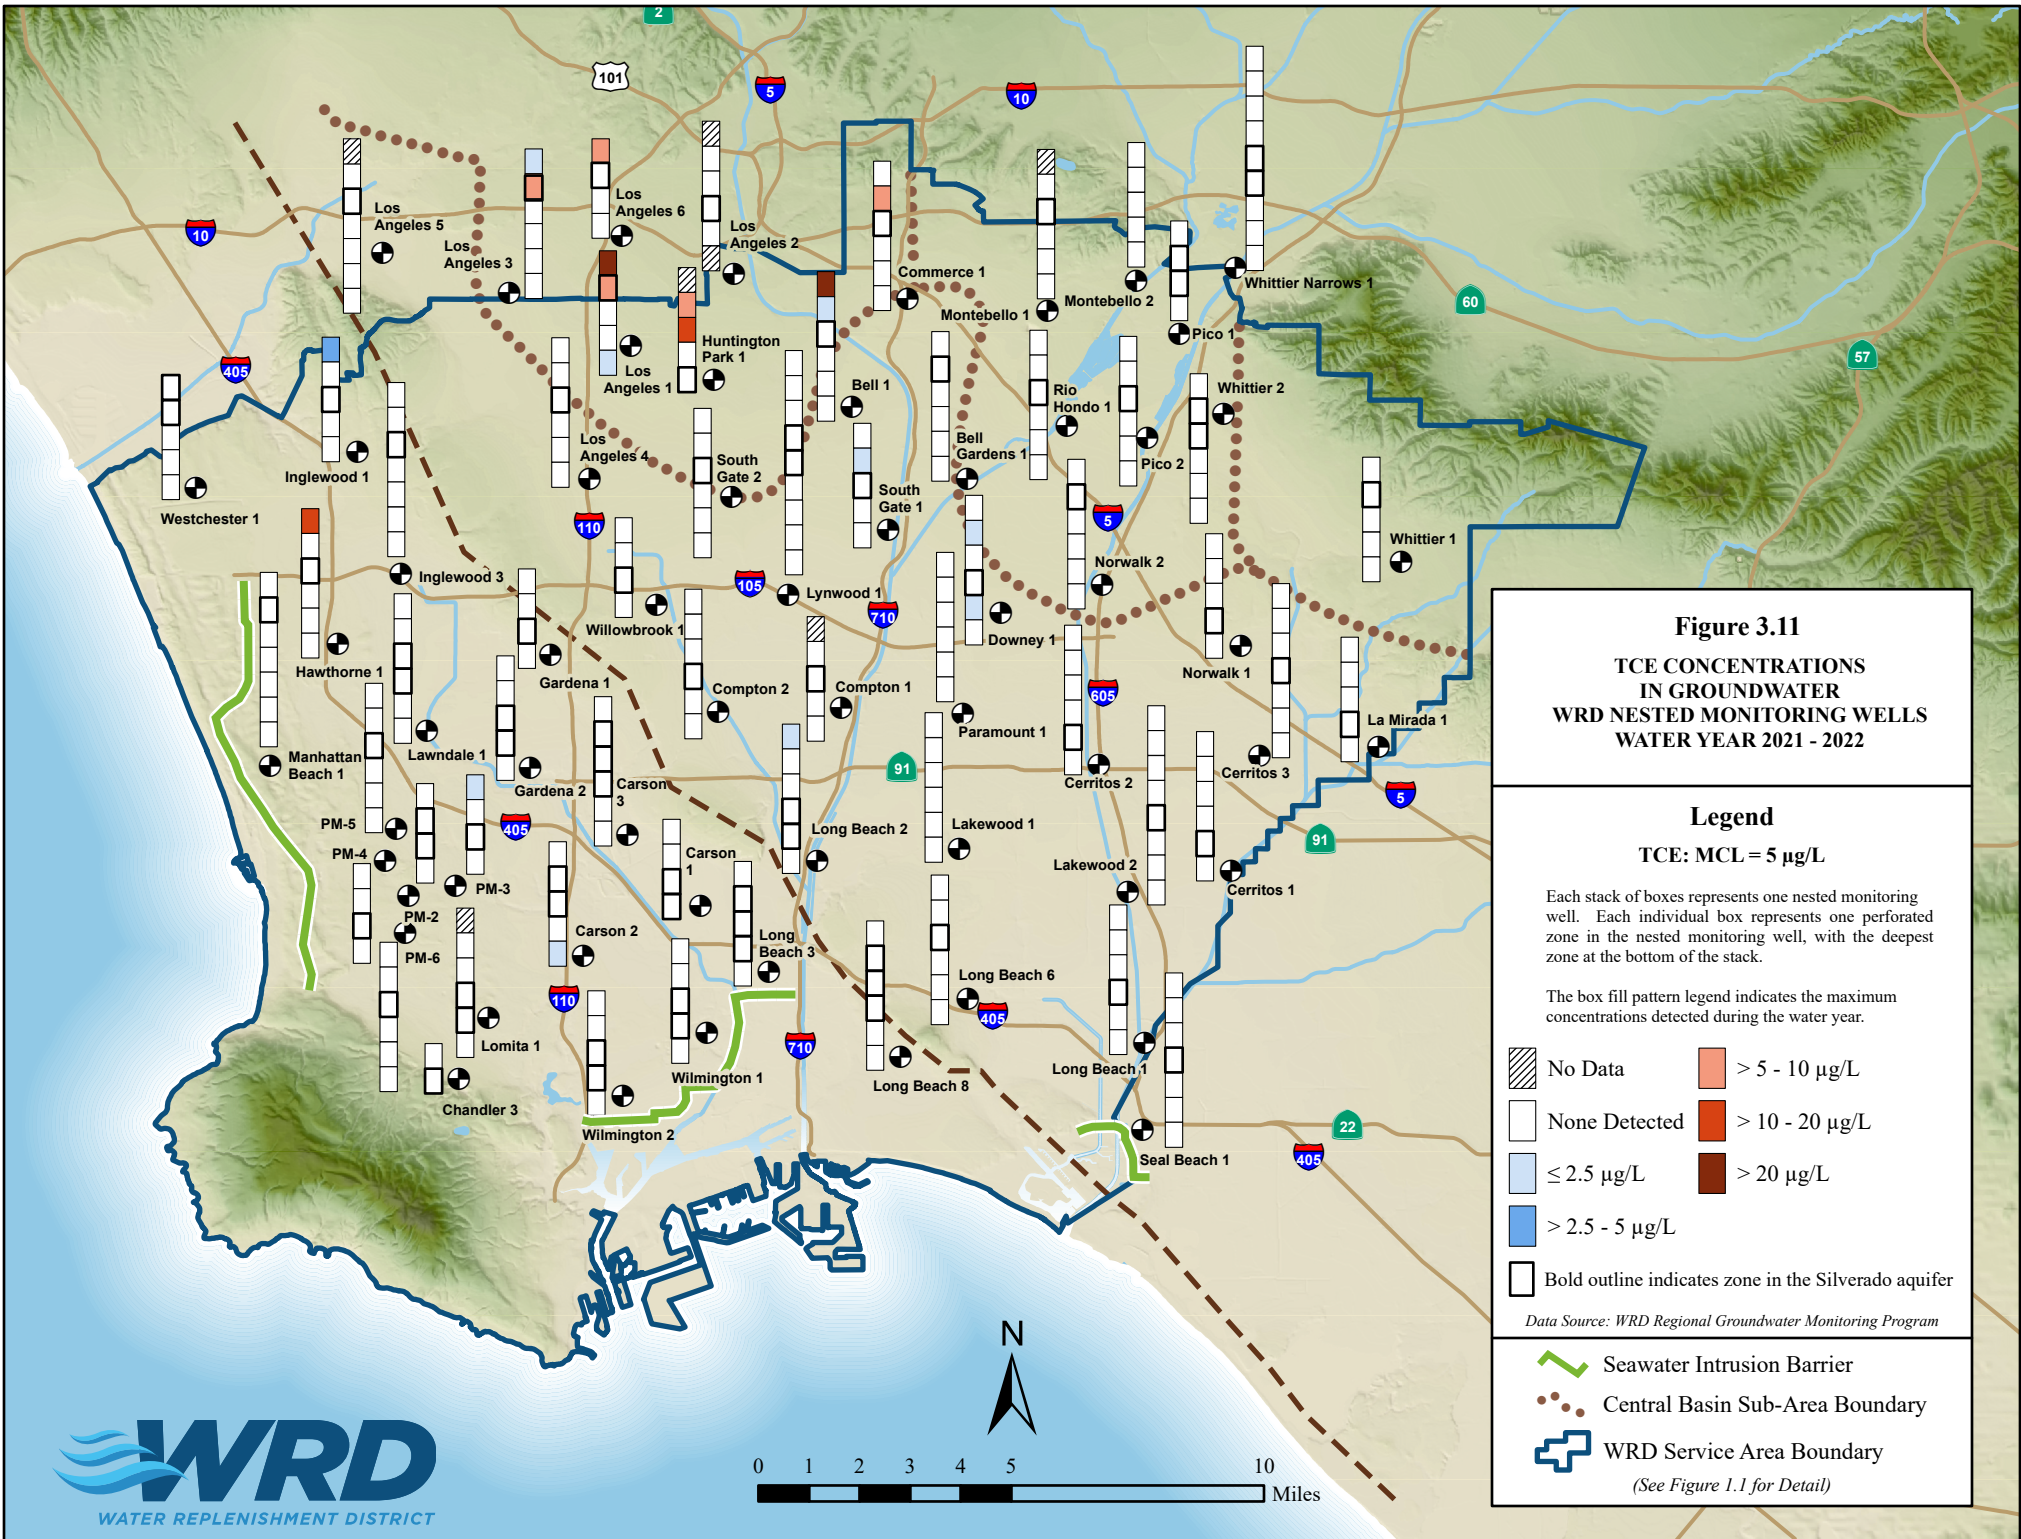 2
101
5
10
Los
Angeles 5
Los
Angeles 6
Los
Angeles 2
10
Los
Angeles 3
Commerce 1
Montebello 2
Whittier Narrows 1
60
Montebello 1
Pico 1
Huntington
Park 1
57
405
Los
Angeles 1
Bell 1
Rio
Hondo 1
Whittier 2
Los
Angeles 4
Bell
Gardens 1
Inglewood 1
South
Gate 2
Pico 2
South
Gate 1
Westchester 1
110
5
Whittier 1
Norwalk 2
Inglewood 3
105
Lynwood 1
710
Willowbrook 1
Downey 1
Hawthorne 1
Gardena 1
Norwalk 1
Compton 2
Compton 1
605
La Mirada 1
Paramount 1
Manhattan
Beach 1
Lawndale 1
91
Cerritos 3
Gardena 2
Carson
3
Cerritos 2
5
PM-5
405
Long Beach 2
Lakewood 1
91
PM-4
Carson
1
Lakewood 2
PM-3
Cerritos 1
PM-2
Carson 2
Long
Beach 3
PM-6
Long Beach 6
110
405
Lomita 1
710
Wilmington 1
Long Beach 8
Long Beach 1
Chandler 3
Wilmington 2
22
Seal Beach 1
405
Figure 3.11
TCE CONCENTRATIONS
IN GROUNDWATER
WRD NESTED MONITORING WELLS
WATER YEAR 2021 - 2022
Legend
TCE: MCL = 5 µg/L
Each stack of boxes represents one nested monitoring
well. Each individual box represents one perforated
zone in the nested monitoring well, with the deepest
zone at the bottom of the stack.
The box fill pattern legend indicates the maximum
concentrations detected during the water year.
No Data
> 5 - 10 µg/L
None Detected
> 10 - 20 µg/L
≤ 2.5 µg/L
> 20 µg/L
> 2.5 - 5 µg/L
Bold outline indicates zone in the Silverado aquifer
Data Source: WRD Regional Groundwater Monitoring Program
Seawater Intrusion Barrier
Central Basin Sub-Area Boundary
WRD Service Area Boundary
(See Figure 1.1 for Detail)
N
0 1 2 3 4 5 10
Miles
WRD
WATER REPLENISHMENT DISTRICT